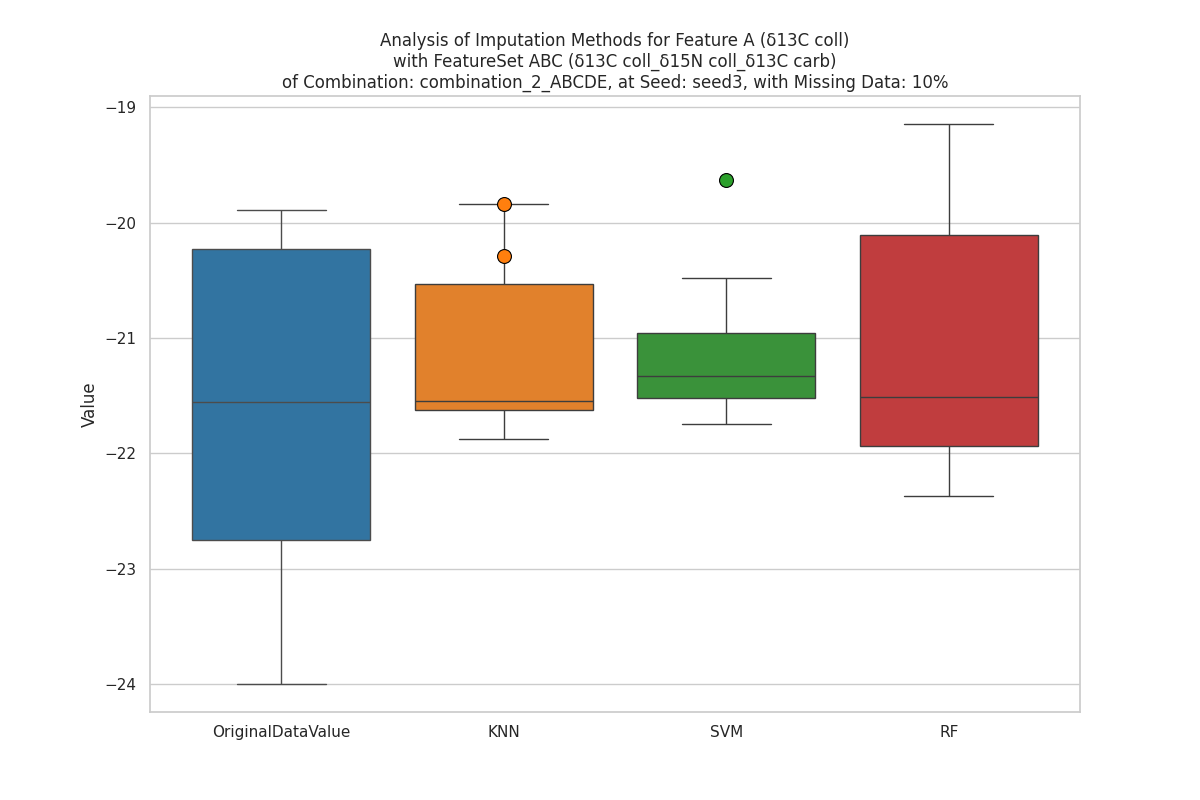 Analysis of Imputation Methods for Feature A (δ13C coll)
with FeatureSet ABC (δ13C coll_δ15N coll_δ13C carb)
of Combination: combination_2_ABCDE, at Seed: seed3, with Missing Data: 10%
−19
−20
−21
−22
−23
−24
Value
OriginalDataValue
KNN
SVM
RF